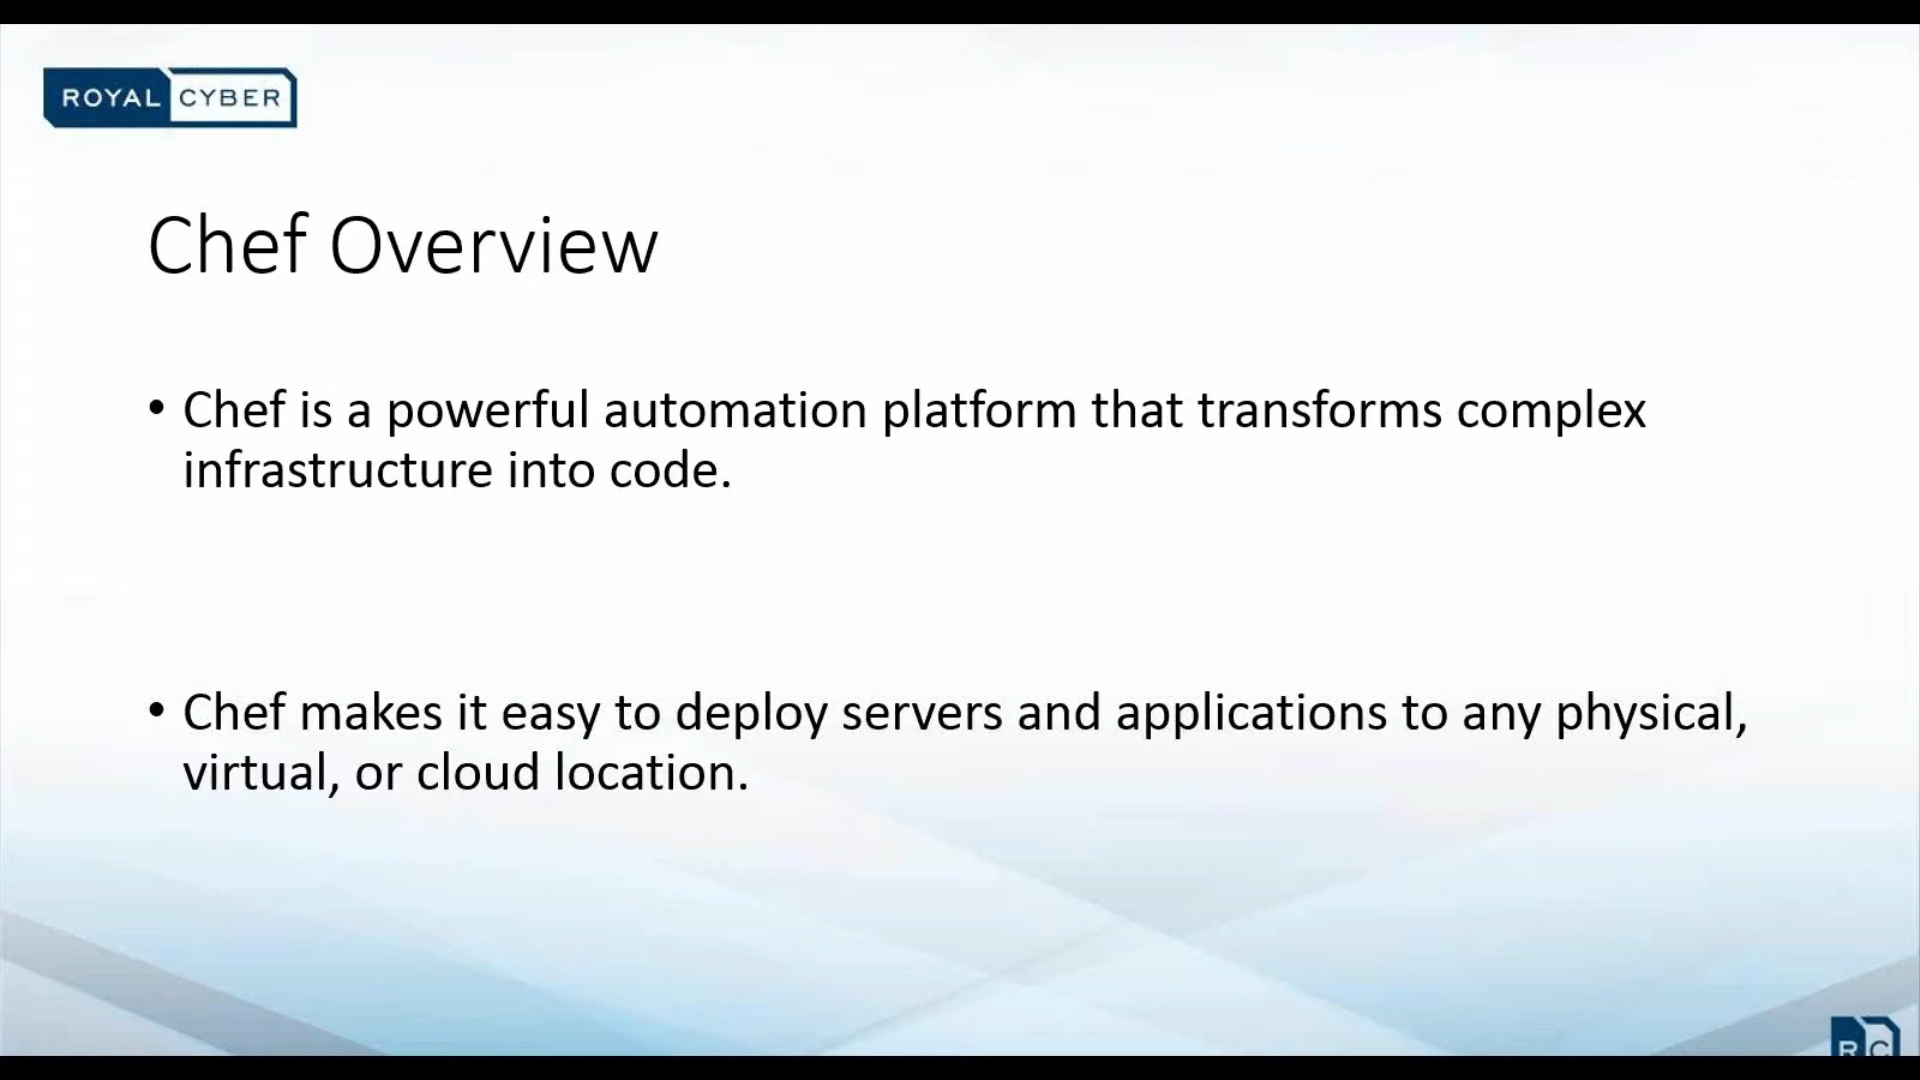 ROYAL CYBER
Chef Overview
• Chef is a powerful automation platform that transforms complex
infrastructure into code.
• Chef makes it easy to deploy servers and applications to any physical,
virtual, or cloud location.
RC